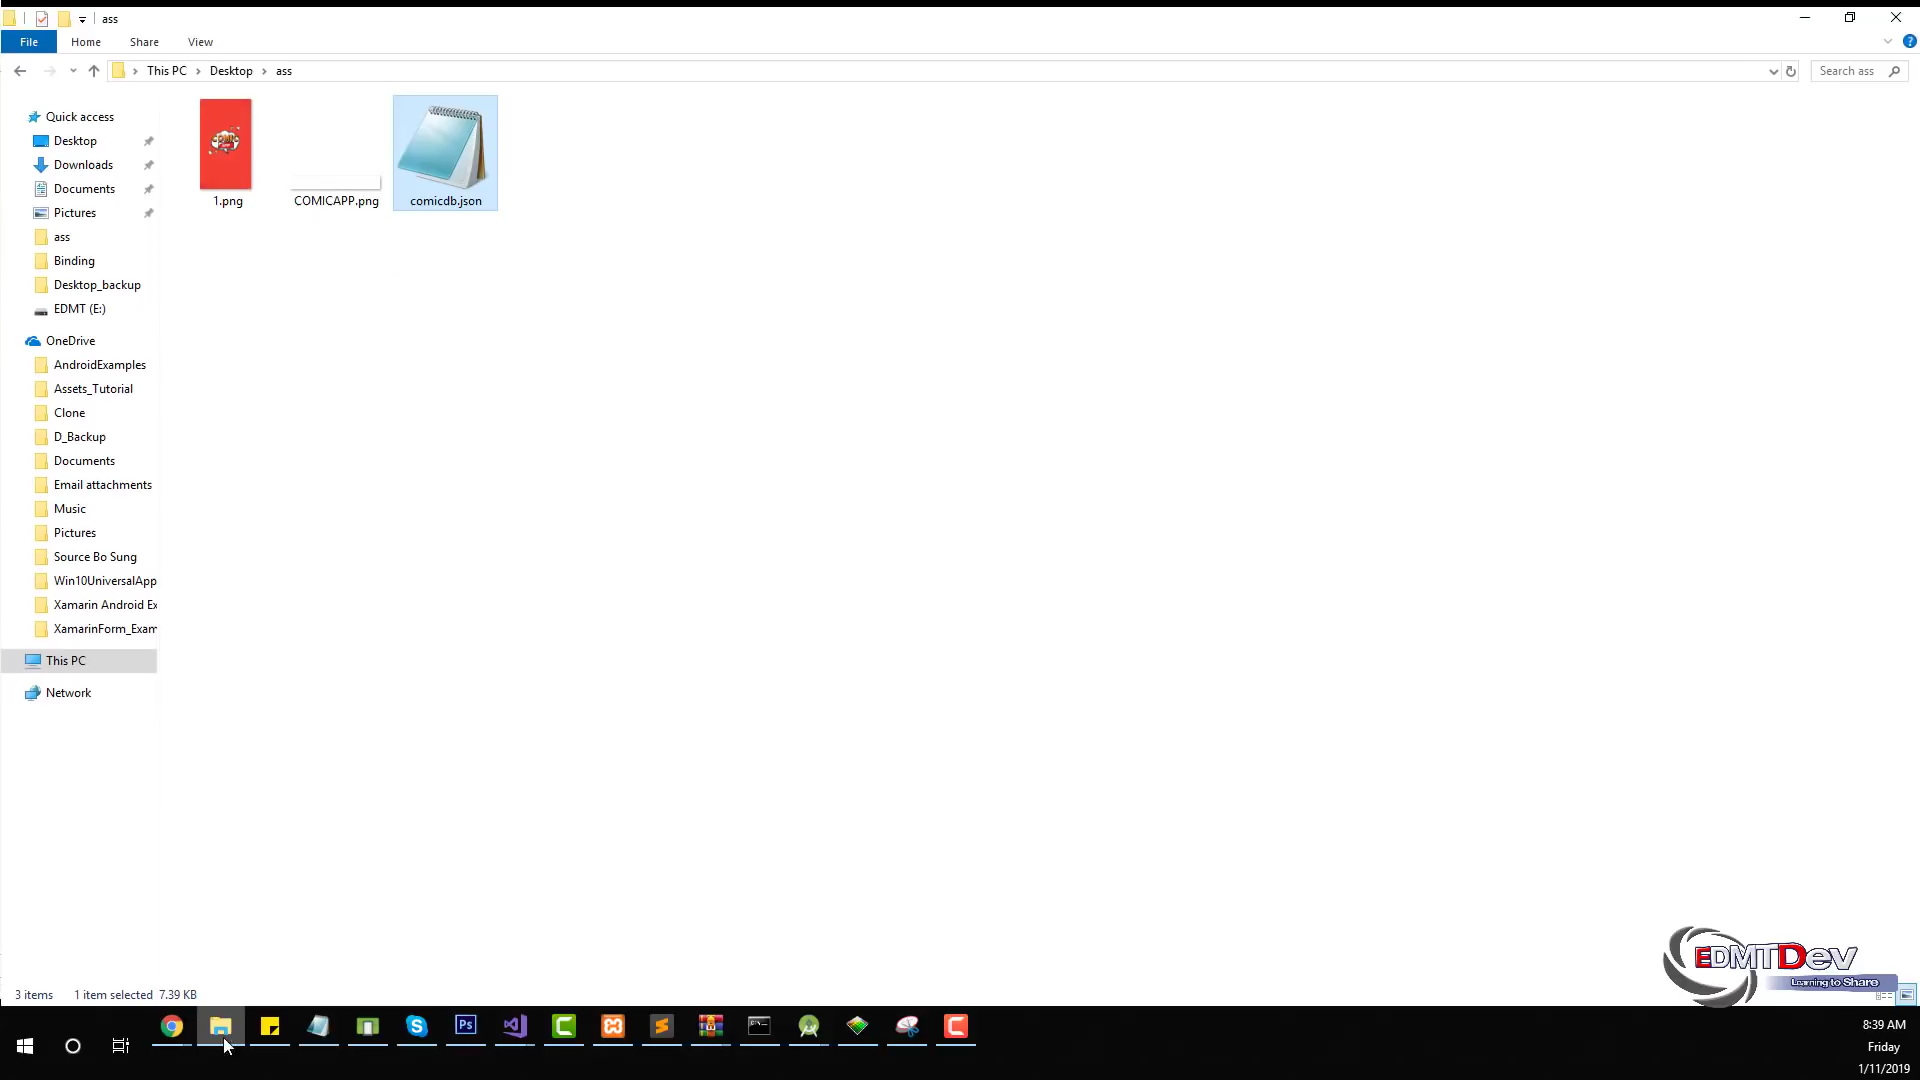 ass
File Home Share View
This PC Desktop ass Search ass
Quick access
Desktop
Downloads
Documents
Pictures
ass
Binding
Desktop_backup
EDMT (E:)
OneDrive
AndroidExamples
Assets_Tutorial
Clone
D_Backup
Documents
Email attachments
Music
Pictures
Source Bo Sung
Win10UniversalApp
Xamarin Android Ex
XamarinForm_Exam
This PC
Network
1.png COMICAPP.png comicdb.json
EDMTDev
Learning to Share
3 items 1 item selected 7.39 KB
Ps
8:39 AM
Friday
1/11/2019